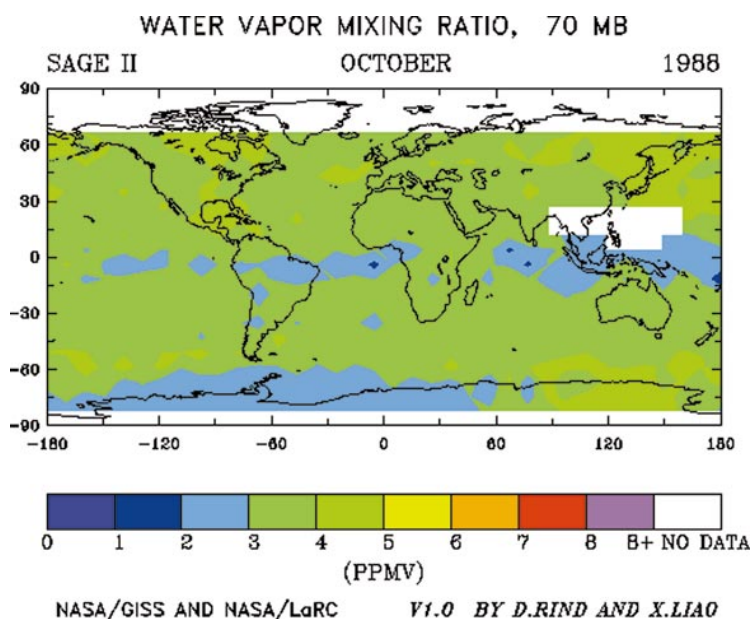 WATER VAPOR MIXING RATIO, 70 MB
SAGE II OCTOBER 1988
90
60
30
0
-30
-60
-90
-180 -120 -60 0 60 120 180
0 1 2 3 4 5 6 7 8 8+ NO DATA
(PPMV)
NASA/GISS AND NASA/LaRC V1.0 BY D.RIND AND X.LIAO